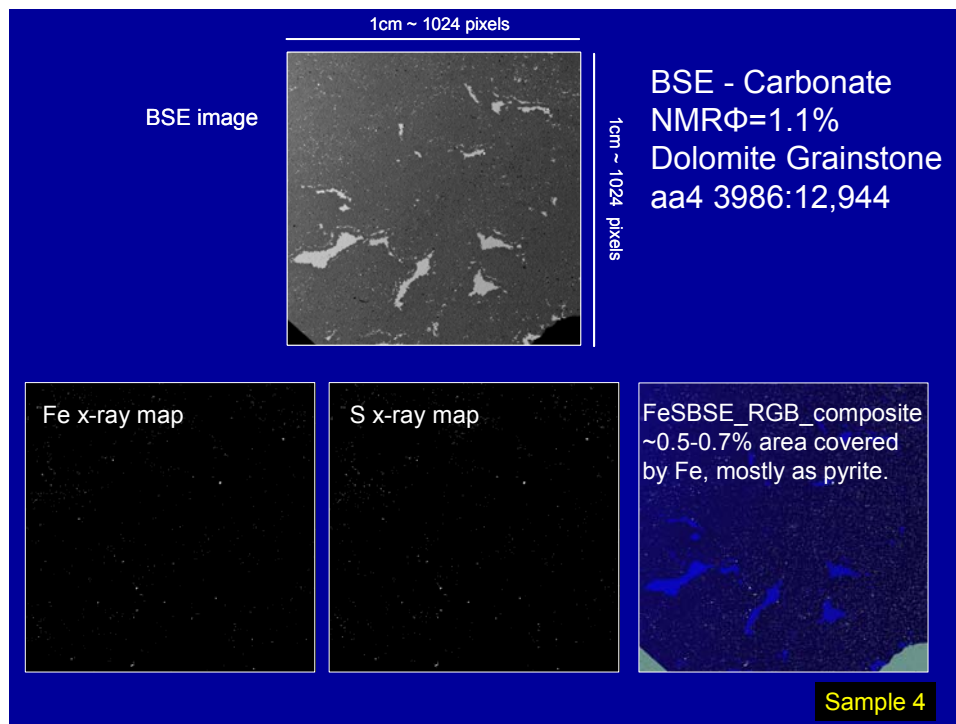 1cm ~ 1024 pixels
BSE image
1cm ~ 1024 pixels
BSE - Carbonate
NMRΦ=1.1%
Dolomite Grainstone
aa4 3986:12,944
Fe x-ray map
S x-ray map
FeSBSE_RGB_composite
~0.5-0.7% area covered
by Fe, mostly as pyrite.
Sample 4